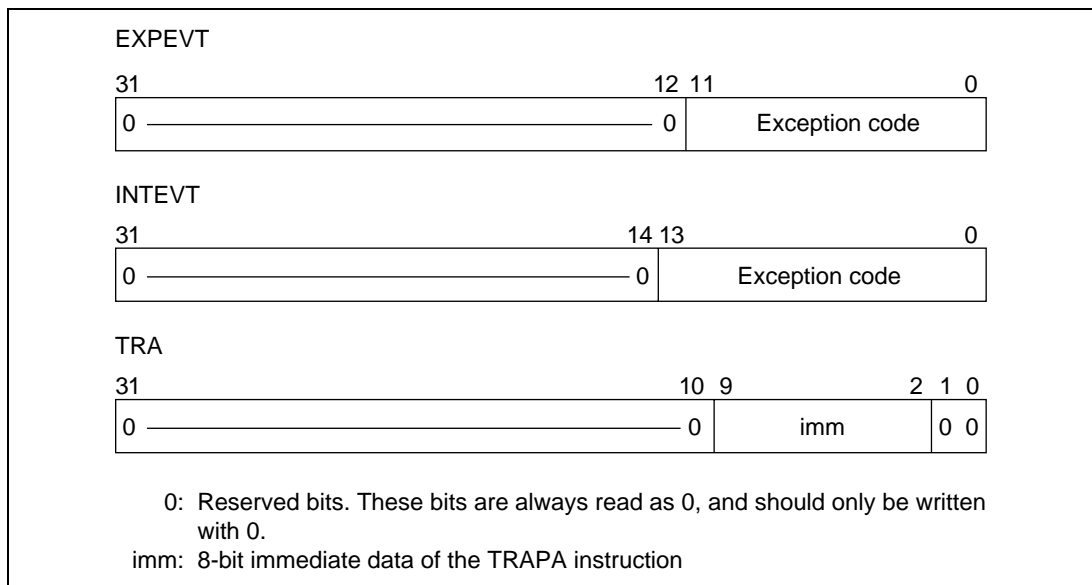 EXPEVT
31 12 11 0
0 0 Exception code
INTEVT
31 14 13 0
0 0 Exception code
TRA
31 10 9 2 1 0
0 0 imm 0 0
0: Reserved bits. These bits are always read as 0, and should only be written
with 0.
imm: 8-bit immediate data of the TRAPA instruction